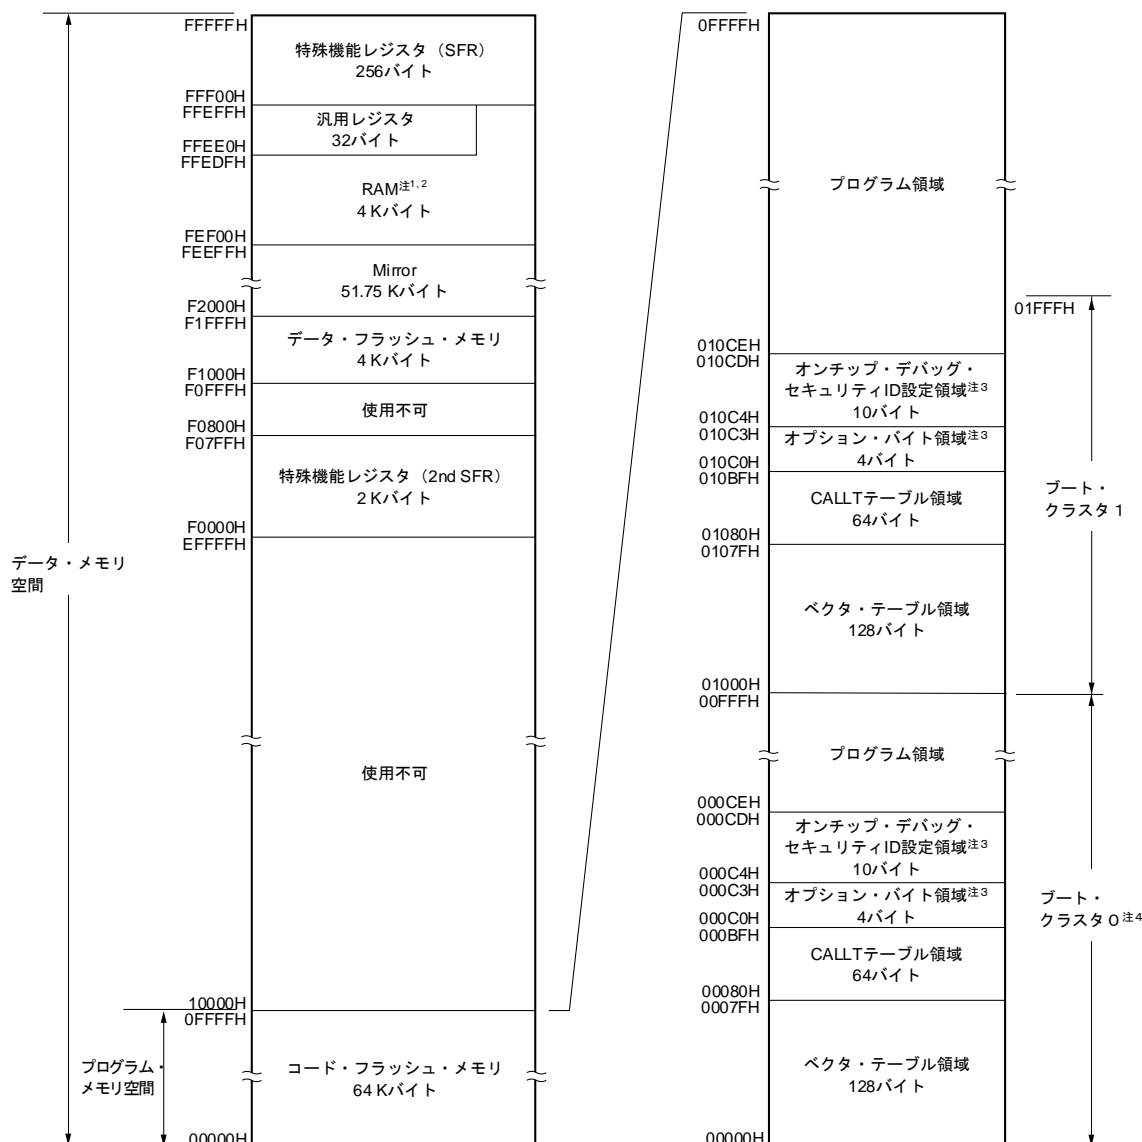 FFFFFH
特殊機能レジスタ（SFR）
256バイト
FFF00H
FFEFFH
汎用レジスタ
32バイト
FFEE0H
FFEDFH
RAM注1, 2
4 Kバイト
FEF00H
FEEFFH
Mirror
51.75 Kバイト
F2000H
F1FFFH
データ・フラッシュ・メモリ
4 Kバイト
F1000H
F0FFFH
使用不可
F0800H
F07FFH
特殊機能レジスタ（2nd SFR）
2 Kバイト
F0000H
EFFFFH
データ・メモリ
空間
使用不可
10000H
0FFFFH
プログラム・
メモリ空間
コード・フラッシュ・メモリ
64 Kバイト
00000H
0FFFFH
プログラム領域
01FFFH
010CEH
010CDH
オンチップ・デバッグ・
セキュリティID設定領域注3
10バイト
010C4H
010C3H
オプション・バイト領域注3
4バイト
010C0H
010BFH
CALLTテーブル領域
64バイト
01080H
0107FH
ブート・
クラスタ1
ベクタ・テーブル領域
128バイト
01000H
00FFFH
プログラム領域
000CEH
000CDH
オンチップ・デバッグ・
セキュリティID設定領域注3
10バイト
000C4H
000C3H
オプション・バイト領域注3
4バイト
000C0H
000BFH
ブート・
クラスタ0注4
CALLTテーブル領域
64バイト
00080H
0007FH
ベクタ・テーブル領域
128バイト
00000H